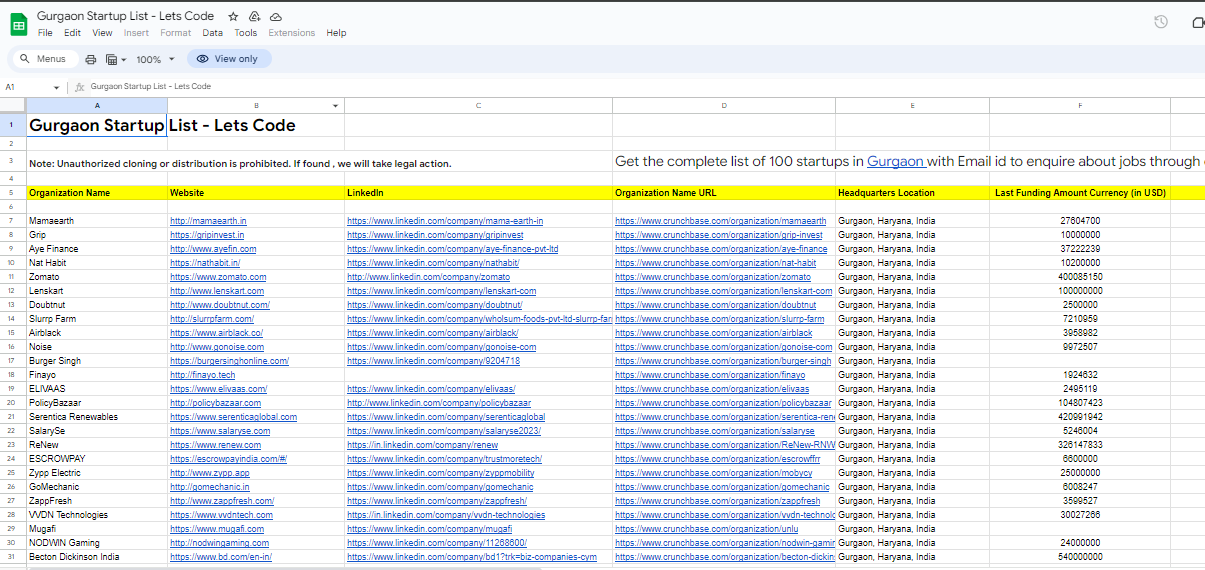 Gurgaon Startup List - Lets Code
File Edit View Insert Format Data Tools Extensions Help
Menus 100% View only
A1 fx Gurgaon Startup List - Lets Code
A B C D E F
1 Gurgaon Startup List - Lets Code
2
3 Note: Unauthorized cloning or distribution is prohibited. If found , we will take legal action. Get the complete list of 100 startups in Gurgaon with Email id to enquire about jobs through
4
5 Organization Name Website LinkedIn Organization Name URL Headquarters Location Last Funding Amount Currency (in USD)
6
7 Mamaearth http://mamaearth.in https://www.linkedin.com/company/mama-earth-in https://www.crunchbase.com/organization/mamaearth Gurgaon, Haryana, India 27604700
8 Grip https://gripinvest.in https://www.linkedin.com/company/gripinvest https://www.crunchbase.com/organization/grip-invest Gurgaon, Haryana, India 10000000
9 Aye Finance http://www.ayefin.com https://www.linkedin.com/company/aye-finance-pvt-ltd https://www.crunchbase.com/organization/aye-finance Gurgaon, Haryana, India 37222239
10 Nat Habit https://nathabit.in/ https://www.linkedin.com/company/nathabit/ https://www.crunchbase.com/organization/nat-habit Gurgaon, Haryana, India 10200000
11 Zomato https://www.zomato.com http://www.linkedin.com/company/zomato https://www.crunchbase.com/organization/zomato Gurgaon, Haryana, India 400085150
12 Lenskart http://www.lenskart.com https://www.linkedin.com/company/lenskart-com https://www.crunchbase.com/organization/lenskart-com Gurgaon, Haryana, India 100000000
13 Doubtnut http://www.doubtnut.com/ https://www.linkedin.com/company/doubtnut/ https://www.crunchbase.com/organization/doubtnut Gurgaon, Haryana, India 2500000
14 Slurrp Farm http://slurrpfarm.com/ https://www.linkedin.com/company/wholsum-foods-pvt-ltd-slurrp-far https://www.crunchbase.com/organization/slurrp-farm Gurgaon, Haryana, India 7210959
15 Airblack https://www.airblack.co/ https://www.linkedin.com/company/airblack/ https://www.crunchbase.com/organization/airblack Gurgaon, Haryana, India 3958982
16 Noise http://www.gonoise.com https://www.linkedin.com/company/gonoise-com https://www.crunchbase.com/organization/gonoise-com Gurgaon, Haryana, India 9972507
17 Burger Singh https://burgersinghonline.com/ https://www.linkedin.com/company/9204718 https://www.crunchbase.com/organization/burger-singh Gurgaon, Haryana, India
18 Finayo http://finayo.tech https://www.crunchbase.com/organization/finayo Gurgaon, Haryana, India 1924632
19 ELIVAAS https://www.elivaas.com/ https://www.linkedin.com/company/elivaas/ https://www.crunchbase.com/organization/elivaas Gurgaon, Haryana, India 2495119
20 PolicyBazaar http://policybazaar.com http://www.linkedin.com/company/policybazaar https://www.crunchbase.com/organization/policybazaar Gurgaon, Haryana, India 104807423
21 Serentica Renewables https://www.serenticaglobal.com https://www.linkedin.com/company/serenticaglobal https://www.crunchbase.com/organization/serentica-ren Gurgaon, Haryana, India 420991942
22 SalarySe https://www.salaryse.com https://www.linkedin.com/company/salaryse2023/ https://www.crunchbase.com/organization/salaryse Gurgaon, Haryana, India 5246004
23 ReNew https://www.renew.com https://in.linkedin.com/company/renew https://www.crunchbase.com/organization/ReNew-RNW Gurgaon, Haryana, India 326147833
24 ESCROWPAY https://escrowpayindia.com/#/ https://www.linkedin.com/company/trustmoretech/ https://www.crunchbase.com/organization/escrowffrr Gurgaon, Haryana, India 6600000
25 Zypp Electric http://www.zypp.app https://www.linkedin.com/company/zyppmobility https://www.crunchbase.com/organization/mobycy Gurgaon, Haryana, India 25000000
26 GoMechanic http://gomechanic.in https://www.linkedin.com/company/gomechanic https://www.crunchbase.com/organization/gomechanic Gurgaon, Haryana, India 6008247
27 ZappFresh http://www.zappfresh.com/ https://www.linkedin.com/company/zappfresh/ https://www.crunchbase.com/organization/zappfresh Gurgaon, Haryana, India 3599527
28 VVDN Technologies https://www.vvdntech.com https://in.linkedin.com/company/vvdn-technologies https://www.crunchbase.com/organization/vvdn-technolo Gurgaon, Haryana, India 30027266
29 Mugafi https://www.mugafi.com https://www.linkedin.com/company/mugafi https://www.crunchbase.com/organization/unlu Gurgaon, Haryana, India
30 NODWIN Gaming http://nodwingaming.com https://www.linkedin.com/company/11268600/ https://www.crunchbase.com/organization/nodwin-gamin Gurgaon, Haryana, India 24000000
31 Becton Dickinson India https://www.bd.com/en-in/ https://www.linkedin.com/company/bd1?trk=biz-companies-cym https://www.crunchbase.com/organization/becton-dickin Gurgaon, Haryana, India 540000000